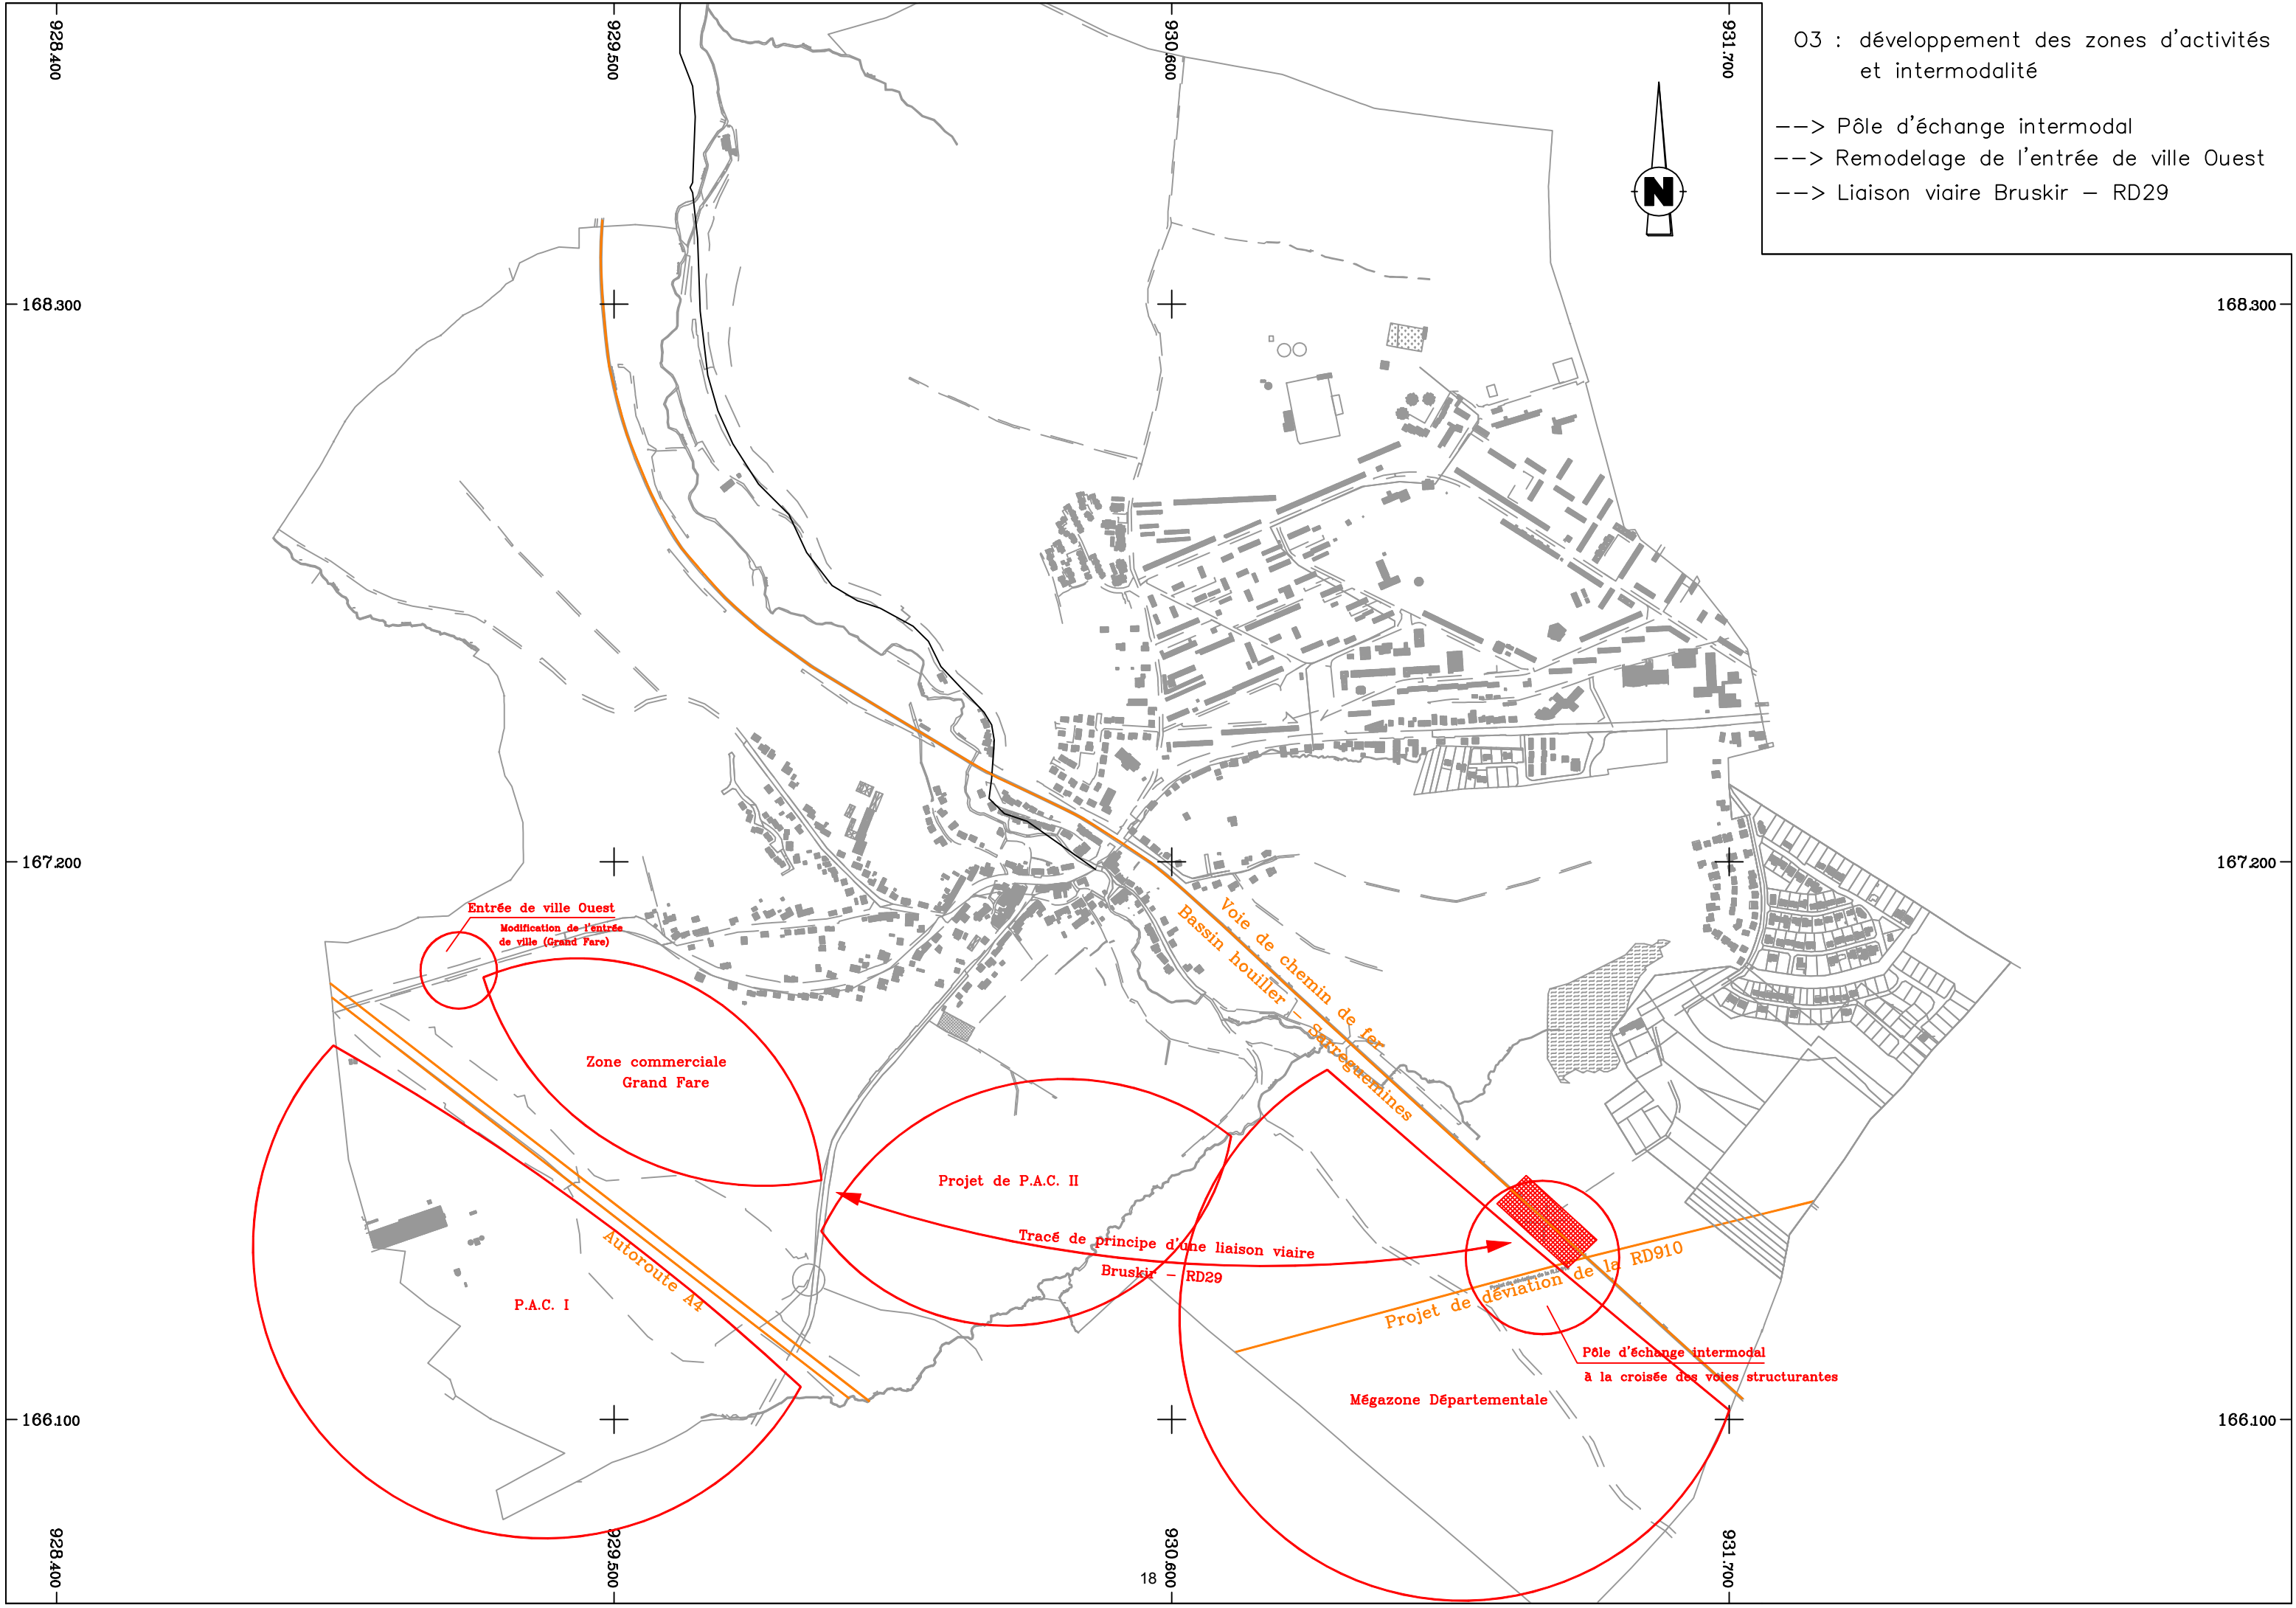 928.400
929.500
930.600
931.700
O3 : développement des zones d'activités
et intermodalité
--> Pôle d'échange intermodal
--> Remodelage de l'entrée de ville Ouest
--> Liaison viaire Bruskir - RD29
N
168.300
168.300
167.200
167.200
Entrée de ville Ouest
Modification de l'entrée
de ville (Grand Fare)
Voie de chemin de fer
Bassin houiller - Sarreguemines
Zone commerciale
Grand Fare
Projet de P.A.C. II
Tracé de principe d'une liaison viaire
Bruskir - RD29
Autoroute A4
P.A.C. I
Projet de déviation de la RD910
Pôle d'échange intermodal
à la croisée des voies structurantes
Mégazone Départementale
166.100
166.100
928.400
929.500
930.600
931.700
18